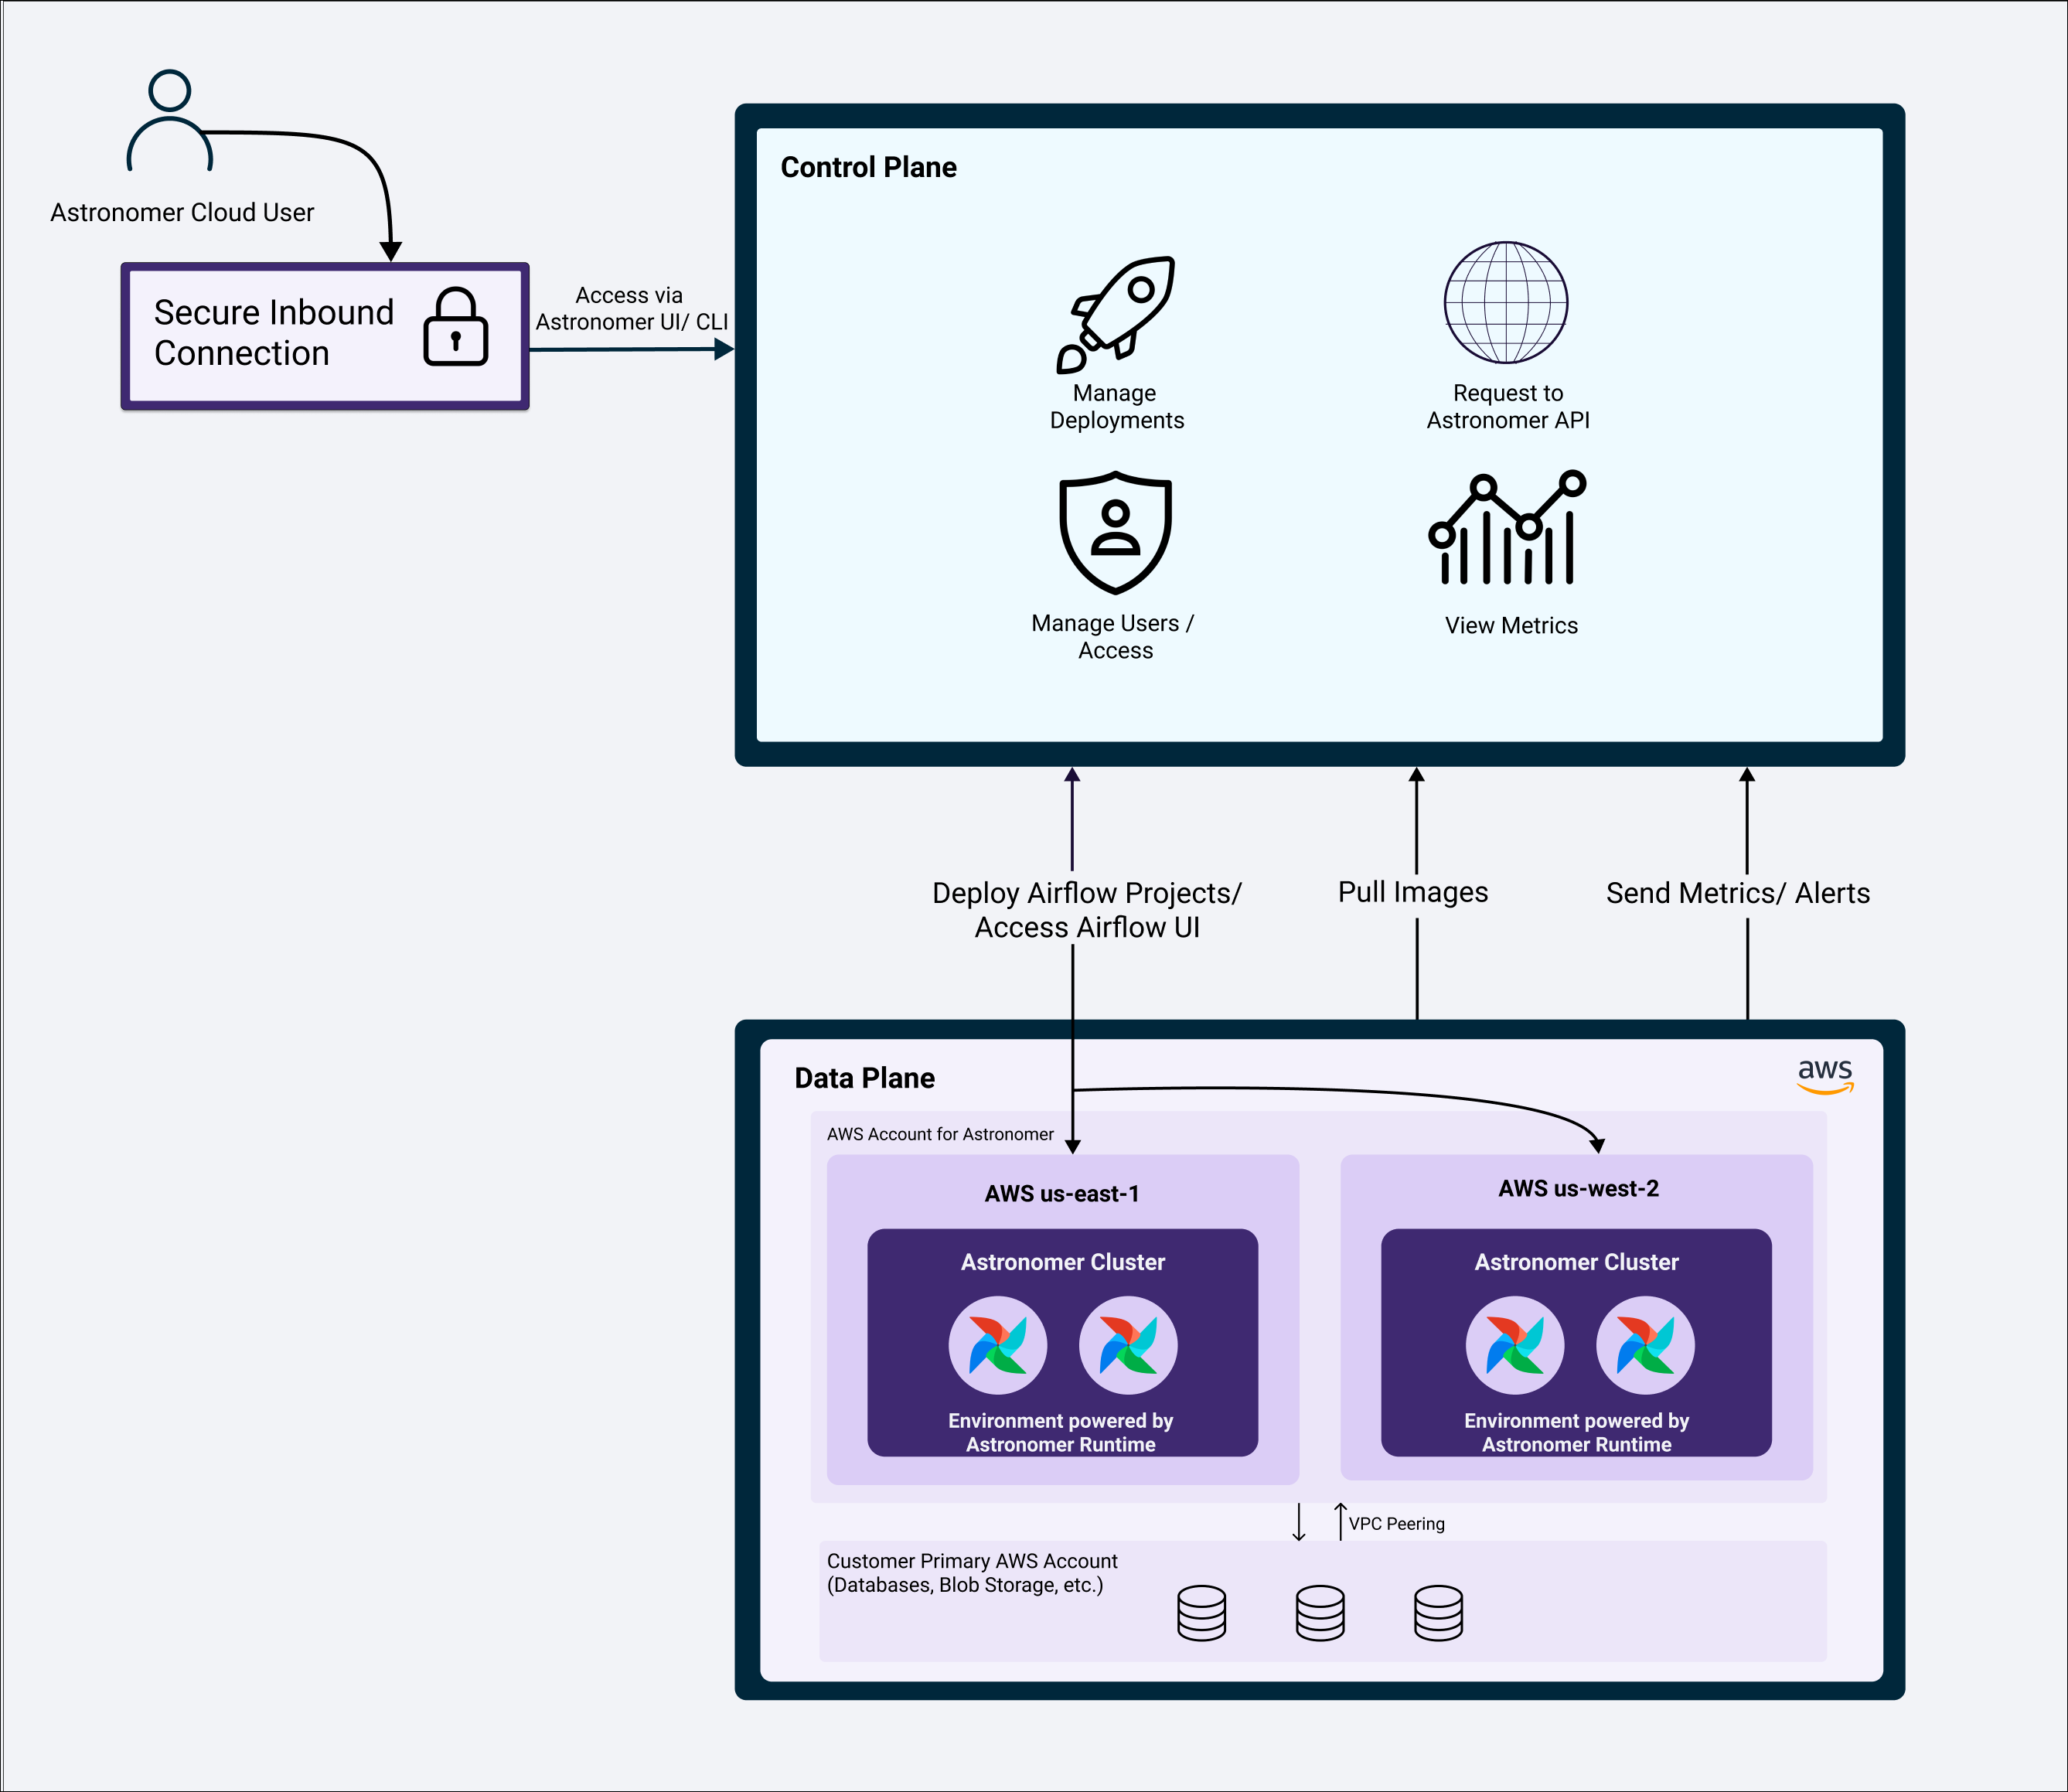 Astronomer Cloud User
Secure Inbound
Connection
Access via
Astronomer UI/ CLI
Control Plane
Manage
Deployments
Request to
Astronomer API
Manage Users /
Access
View Metrics
Deploy Airflow Projects/
Access Airflow UI
Pull Images
Send Metrics/ Alerts
Data Plane
aws
AWS Account for Astronomer
AWS us-east-1
Astronomer Cluster
Environment powered by
Astronomer Runtime
AWS us-west-2
Astronomer Cluster
Environment powered by
Astronomer Runtime
VPC Peering
Customer Primary AWS Account
(Databases, Blob Storage, etc.)